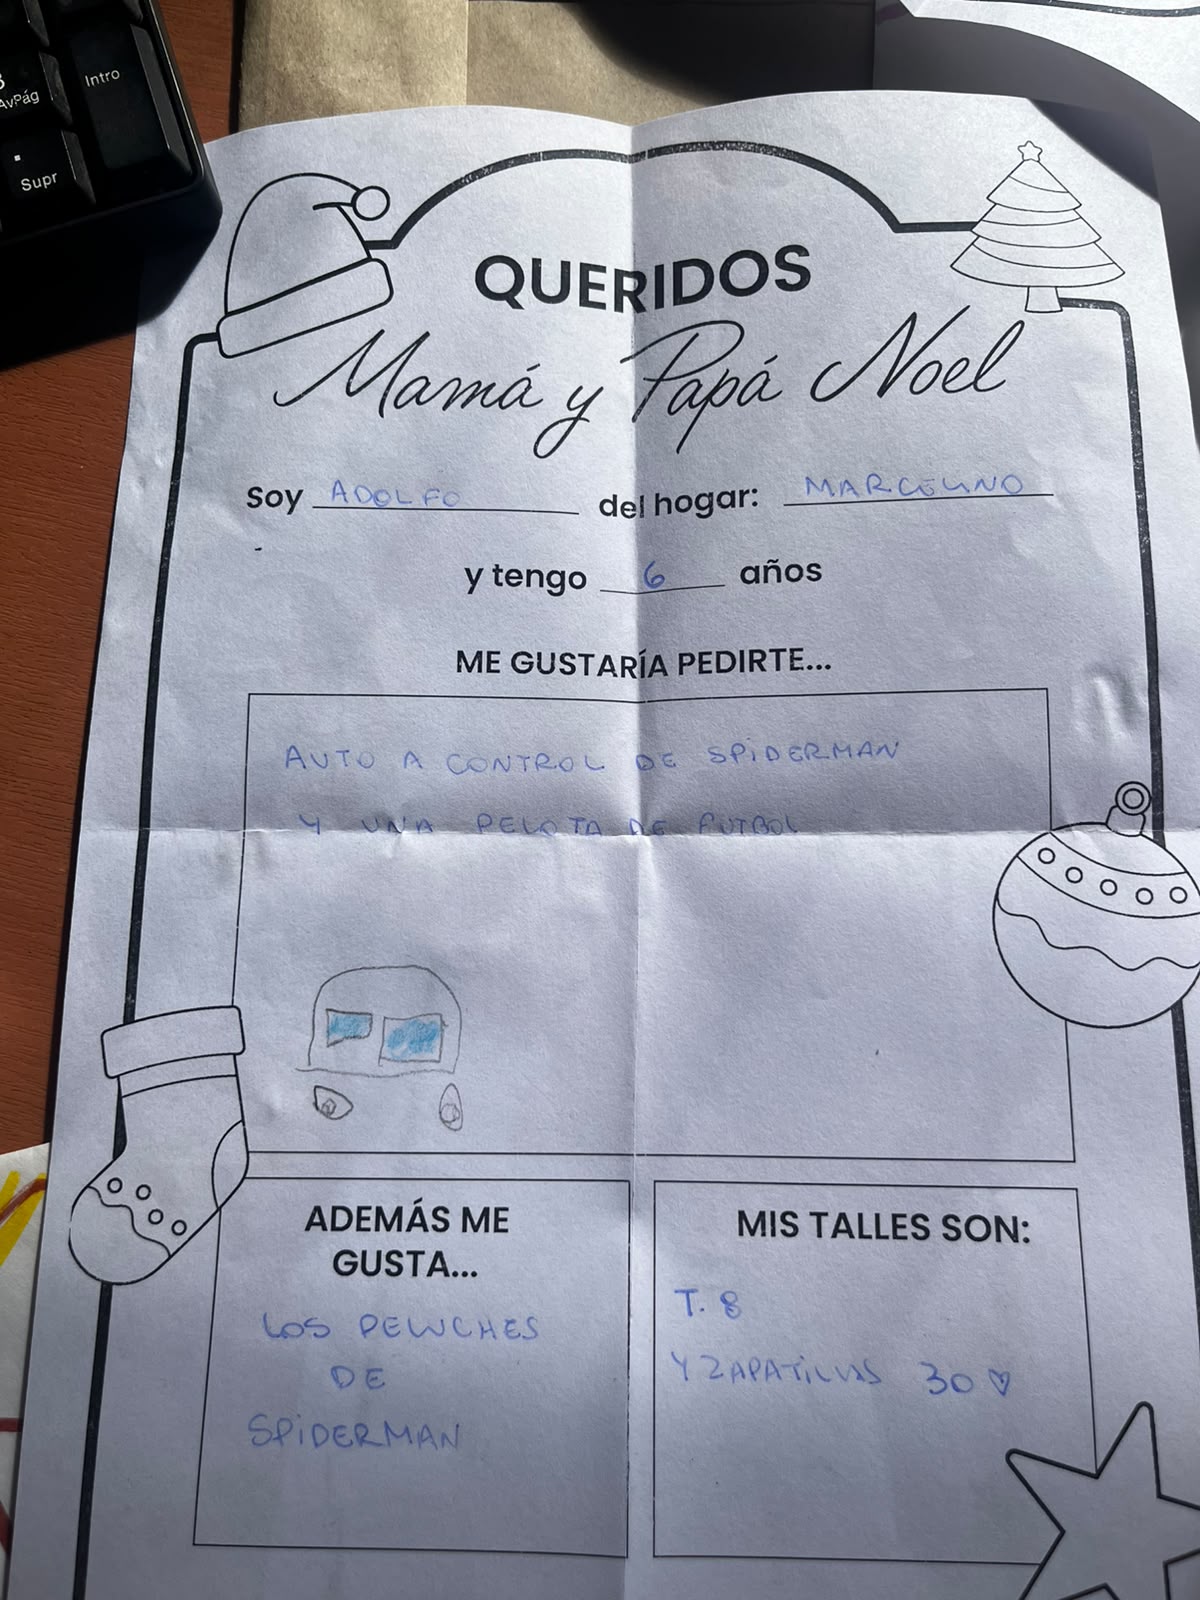 Intro
AvPág
Supr
QUERIDOS
Mamá y Papá Noel
Soy ADOLFO del hogar: MARCELINO
y tengo 6 años
ME GUSTARÍA PEDIRTE...
AUTO A CONTROL DE SPIDERMAN
Y UNA PELOTA DE FUTBOL
ADEMÁS ME
GUSTA...
LOS PELUCHES
DE
SPIDERMAN
MIS TALLES SON:
T. 8
Y ZAPATILLAS 30